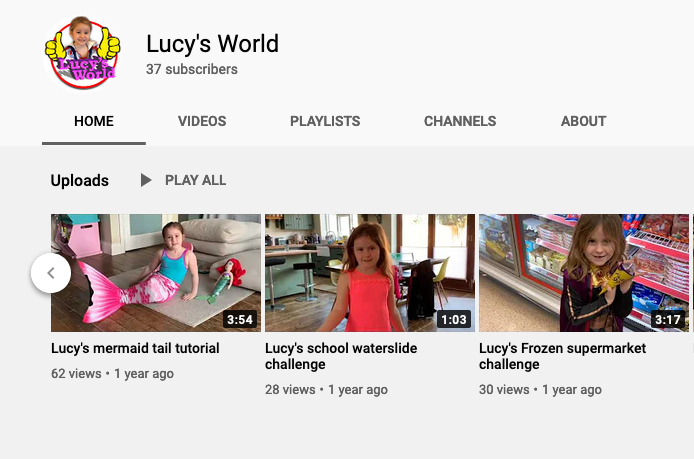 Lucy's
World
Lucy's World
37 subscribers
HOME
VIDEOS
PLAYLISTS
CHANNELS
ABOUT
Uploads
PLAY ALL
3:54
1:03
3:17
Lucy's mermaid tail tutorial
62 views • 1 year ago
Lucy's school waterslide
challenge
28 views • 1 year ago
Lucy's Frozen supermarket
challenge
30 views • 1 year ago